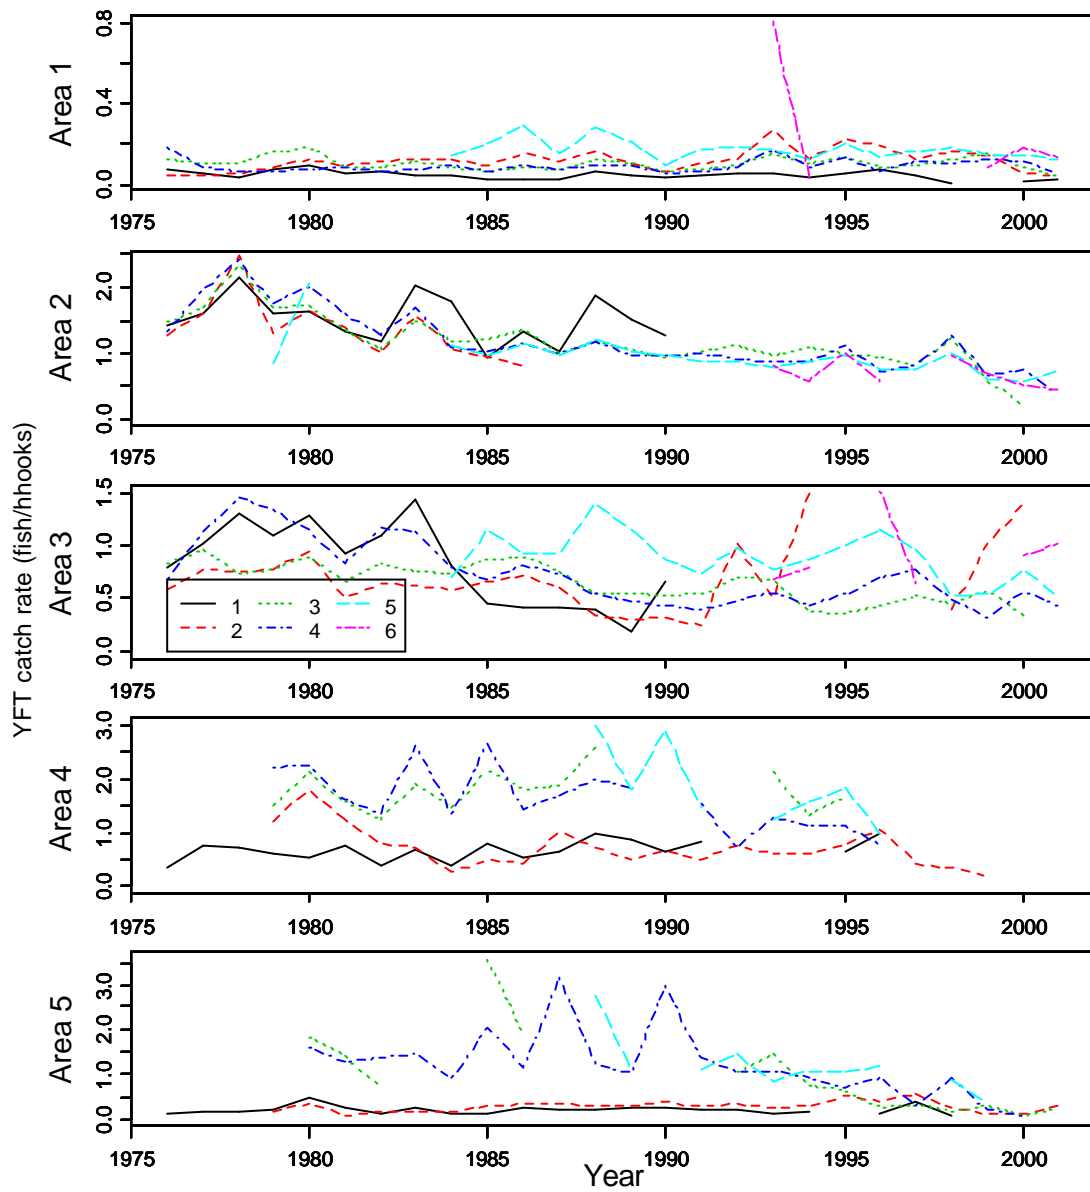 YFT catch rate (fish/hhooks)
Area 1
0.0 0.4 0.8
1975 1980 1985 1990 1995 2000
Area 2
0.0 1.0 2.0
1975 1980 1985 1990 1995 2000
Area 3
0.0 0.5 1.0 1.5
1 3 5
2 4 6
1975 1980 1985 1990 1995 2000
Area 4
0.0 1.0 2.0 3.0
1975 1980 1985 1990 1995 2000
Area 5
0.0 1.0 2.0 3.0
1975 1980 1985 1990 1995 2000
Year